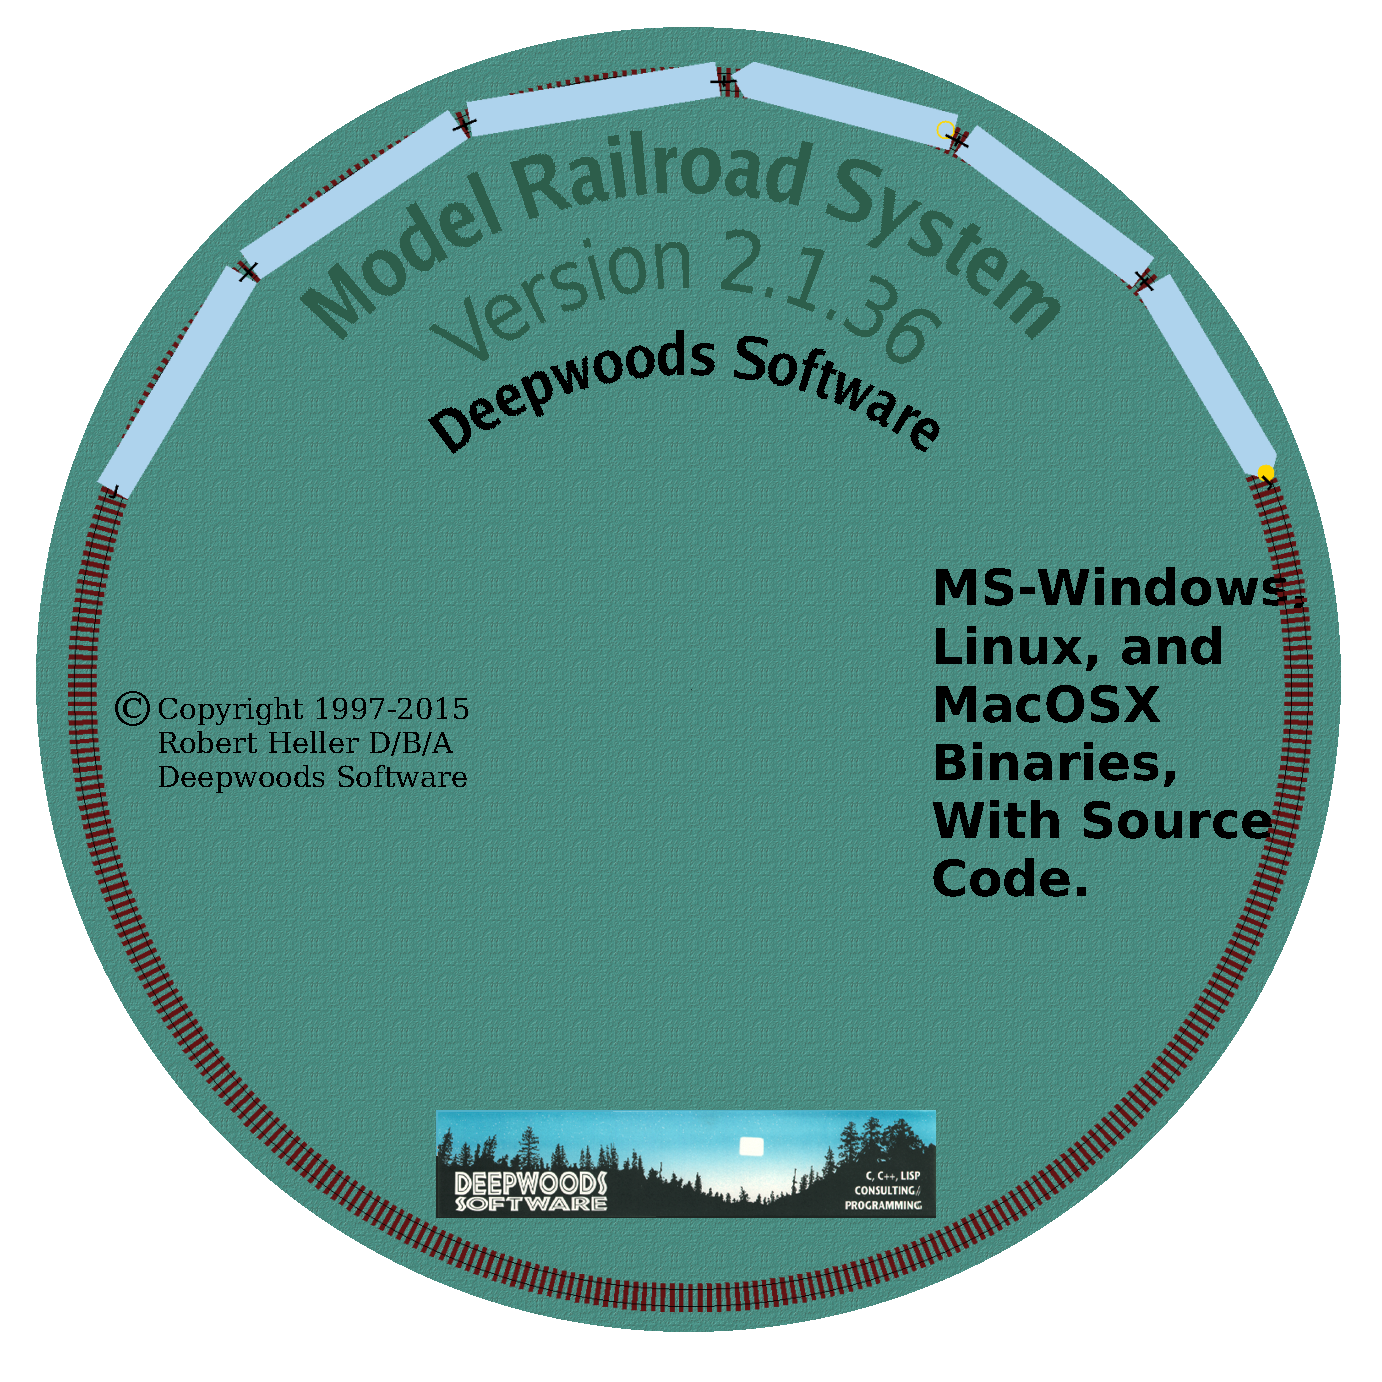 Model Railroad System
Version 2.1.36
Deepwoods Software
MS-Windows,
Linux, and
MacOSX
Binaries,
With Source
Code.
© Copyright 1997-2015
Robert Heller D/B/A
Deepwoods Software
DEEPWOODS
SOFTWARE
C, C++, LISP
CONSULTING/
PROGRAMMING